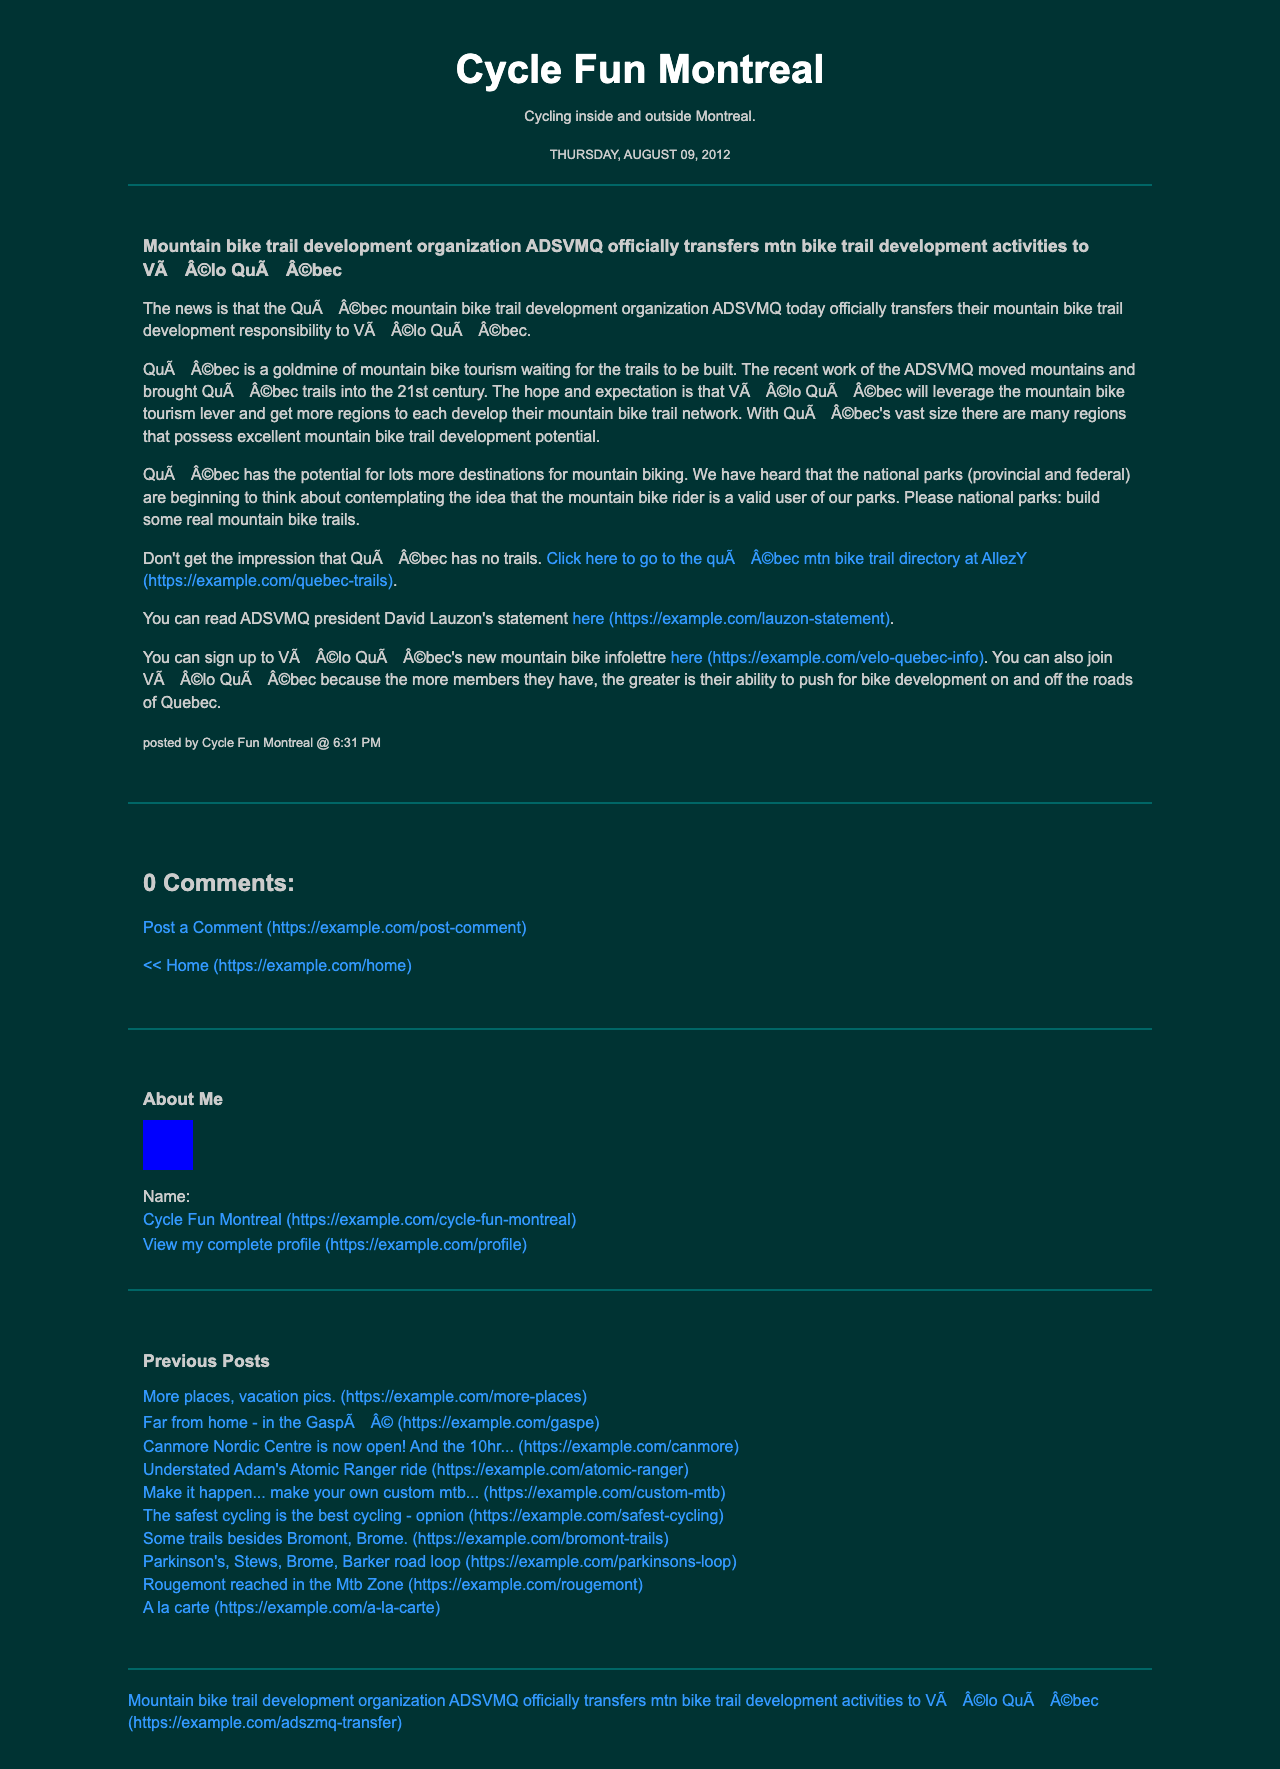 Cycle Fun Montreal
Cycling inside and outside Montreal.
THURSDAY, AUGUST 09, 2012
Mountain bike trail development organization ADSVMQ officially transfers mtn bike trail development activities to
VÃ Â©lo QuÃ Â©bec
The news is that the QuÃ Â©bec mountain bike trail development organization ADSVMQ today officially transfers their mountain bike trail
development responsibility to VÃ Â©lo QuÃ Â©bec.
QuÃ Â©bec is a goldmine of mountain bike tourism waiting for the trails to be built. The recent work of the ADSVMQ moved mountains and
brought QuÃ Â©bec trails into the 21st century. The hope and expectation is that VÃ Â©lo QuÃ Â©bec will leverage the mountain bike
tourism lever and get more regions to each develop their mountain bike trail network. With QuÃ Â©bec's vast size there are many regions
that possess excellent mountain bike trail development potential.
QuÃ Â©bec has the potential for lots more destinations for mountain biking. We have heard that the national parks (provincial and federal)
are beginning to think about contemplating the idea that the mountain bike rider is a valid user of our parks. Please national parks: build
some real mountain bike trails.
Don't get the impression that QuÃ Â©bec has no trails. Click here to go to the quÃ Â©bec mtn bike trail directory at AllezY
(https://example.com/quebec-trails).
You can read ADSVMQ president David Lauzon's statement here (https://example.com/lauzon-statement).
You can sign up to VÃ Â©lo QuÃ Â©bec's new mountain bike infolettre here (https://example.com/velo-quebec-info). You can also join
VÃ Â©lo QuÃ Â©bec because the more members they have, the greater is their ability to push for bike development on and off the roads
of Quebec.
posted by Cycle Fun Montreal @ 6:31 PM
0 Comments:
Post a Comment (https://example.com/post-comment)
<< Home (https://example.com/home)
About Me
Name:
Cycle Fun Montreal (https://example.com/cycle-fun-montreal)
View my complete profile (https://example.com/profile)
Previous Posts
More places, vacation pics. (https://example.com/more-places)
Far from home - in the GaspÃ Â© (https://example.com/gaspe)
Canmore Nordic Centre is now open! And the 10hr... (https://example.com/canmore)
Understated Adam's Atomic Ranger ride (https://example.com/atomic-ranger)
Make it happen... make your own custom mtb... (https://example.com/custom-mtb)
The safest cycling is the best cycling - opnion (https://example.com/safest-cycling)
Some trails besides Bromont, Brome. (https://example.com/bromont-trails)
Parkinson's, Stews, Brome, Barker road loop (https://example.com/parkinsons-loop)
Rougemont reached in the Mtb Zone (https://example.com/rougemont)
A la carte (https://example.com/a-la-carte)
Mountain bike trail development organization ADSVMQ officially transfers mtn bike trail development activities to VÃ Â©lo QuÃ Â©bec
(https://example.com/adszmq-transfer)